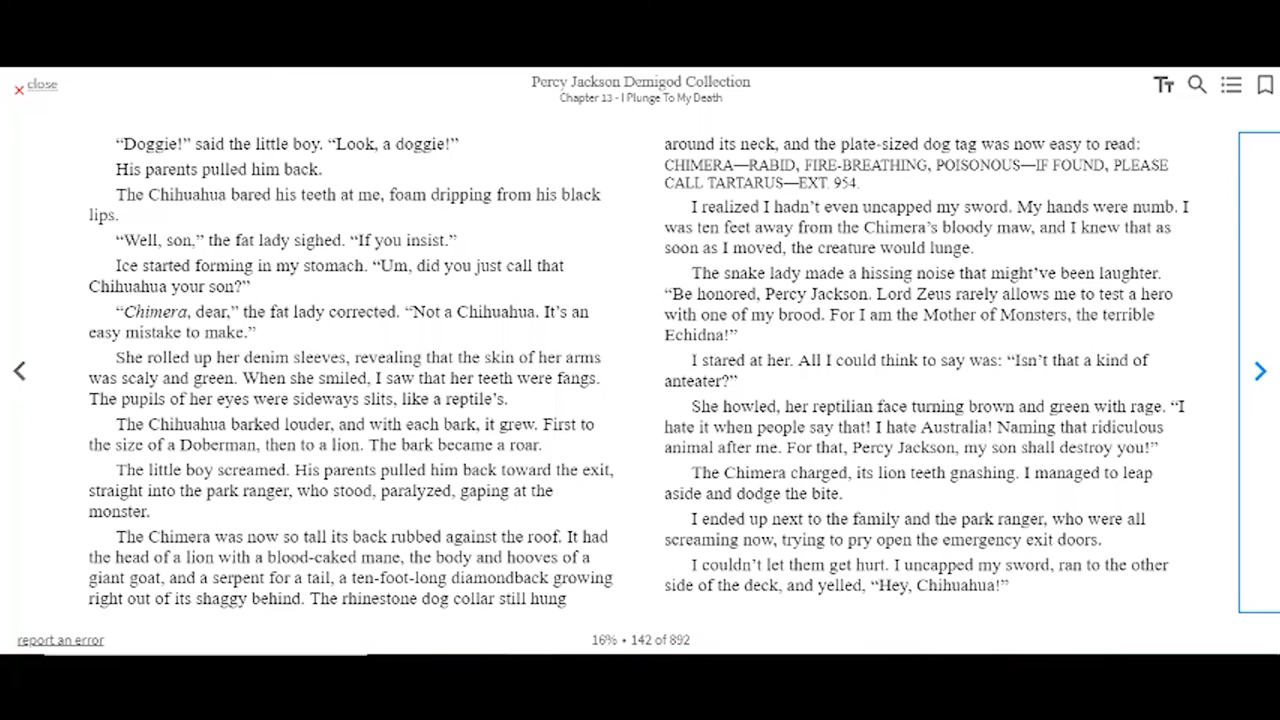 close
Percy Jackson Demigod Collection
Chapter 13 - I Plunge To My Death
Tт
“Doggie!” said the little boy. “Look, a doggie!”
His parents pulled him back.
The Chihuahua bared his teeth at me, foam dripping from his black
lips.
“Well, son,” the fat lady sighed. “If you insist.”
Ice started forming in my stomach. “Um, did you just call that
Chihuahua your son?”
“Chimera, dear,” the fat lady corrected. “Not a Chihuahua. It’s an
easy mistake to make.”
She rolled up her denim sleeves, revealing that the skin of her arms
was scaly and green. When she smiled, I saw that her teeth were fangs.
The pupils of her eyes were sideways slits, like a reptile’s.
The Chihuahua barked louder, and with each bark, it grew. First to
the size of a Doberman, then to a lion. The bark became a roar.
The little boy screamed. His parents pulled him back toward the exit,
straight into the park ranger, who stood, paralyzed, gaping at the
monster.
The Chimera was now so tall its back rubbed against the roof. It had
the head of a lion with a blood-caked mane, the body and hooves of a
giant goat, and a serpent for a tail, a ten-foot-long diamondback growing
right out of its shaggy behind. The rhinestone dog collar still hung
around its neck, and the plate-sized dog tag was now easy to read:
CHIMERA—RABID, FIRE-BREATHING, POISONOUS—IF FOUND, PLEASE
CALL TARTARUS—EXT. 954.
I realized I hadn’t even uncapped my sword. My hands were numb. I
was ten feet away from the Chimera’s bloody maw, and I knew that as
soon as I moved, the creature would lunge.
The snake lady made a hissing noise that might’ve been laughter.
“Be honored, Percy Jackson. Lord Zeus rarely allows me to test a hero
with one of my brood. For I am the Mother of Monsters, the terrible
Echidna!”
I stared at her. All I could think to say was: “Isn’t that a kind of
anteater?”
She howled, her reptilian face turning brown and green with rage. “I
hate it when people say that! I hate Australia! Naming that ridiculous
animal after me. For that, Percy Jackson, my son shall destroy you!”
The Chimera charged, its lion teeth gnashing. I managed to leap
aside and dodge the bite.
I ended up next to the family and the park ranger, who were all
screaming now, trying to pry open the emergency exit doors.
I couldn’t let them get hurt. I uncapped my sword, ran to the other
side of the deck, and yelled, “Hey, Chihuahua!”
report an error
16% • 142 of 892